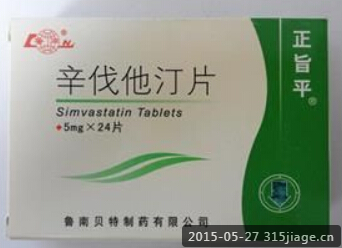 辛伐他汀片
Simvastatin Tablets
5mg×24片
正旨平®
鲁南贝特制药有限公司
2015-05-27 315jiage.cn